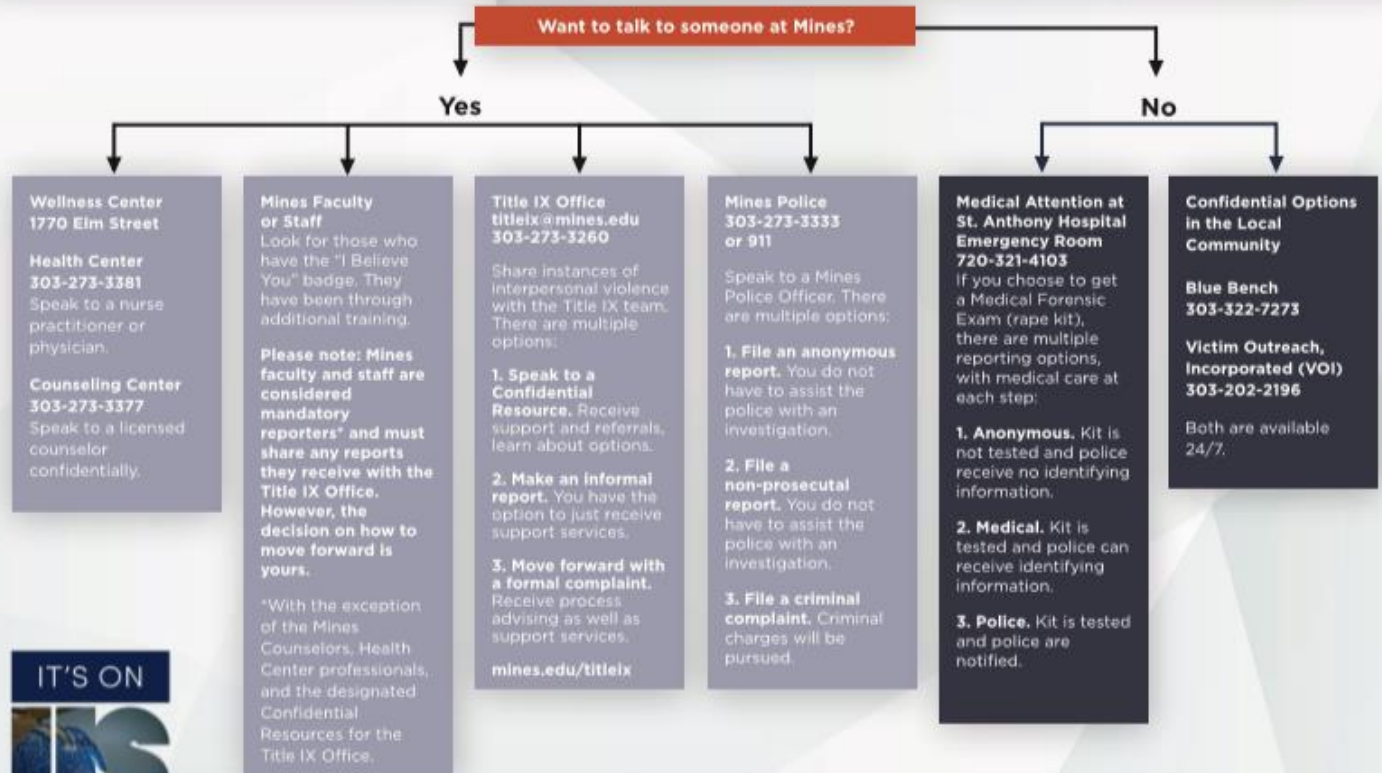 Want to talk to someone at Mines?
Yes
No
Wellness Center
1770 Elm Street
Health Center
303-273-3381
Speak to a nurse
practitioner or
physician.
Counseling Center
303-273-3377
Speak to a licensed
counselor
confidentially.
Mines Faculty
or Staff
Look for those who
have the "I Believe
You" badge. They
have been through
additional training.
Please note: Mines
faculty and staff are
considered
mandatory
reporters* and must
share any reports
they receive with the
Title IX Office.
However, the
decision on how to
move forward is
yours.
*With the exception
of the Mines
Counselors, Health
Center professionals,
and the designated
Confidential
Resources for the
Title IX Office.
Title IX Office
titleix@mines.edu
303-273-3260
Share instances of
interpersonal violence
with the Title IX team.
There are multiple
options:
1. Speak to a
Confidential
Resource. Receive
support and referrals,
learn about options.
2. Make an informal
report. You have the
option to just receive
support services.
3. Move forward with
a formal complaint.
Receive process
advising as well as
support services.
mines.edu/titleix
Mines Police
303-273-3333
or 911
Speak to a Mines
Police Officer. There
are multiple options:
1. File an anonymous
report. You do not
have to assist the
police with an
investigation.
2. File a
non-prosecutal
report. You do not
have to assist the
police with an
investigation.
3. File a criminal
complaint. Criminal
charges will be
pursued.
Medical Attention at
St. Anthony Hospital
Emergency Room
720-321-4103
If you choose to get
a Medical Forensic
Exam (rape kit),
there are multiple
reporting options,
with medical care at
each step:
1. Anonymous. Kit is
not tested and police
receive no identifying
information.
2. Medical. Kit is
tested and police can
receive identifying
information.
3. Police. Kit is tested
and police are
notified.
Confidential Options
in the Local
Community
Blue Bench
303-322-7273
Victim Outreach,
Incorporated (VOI)
303-202-2196
Both are available
24/7.
IT'S ON
US